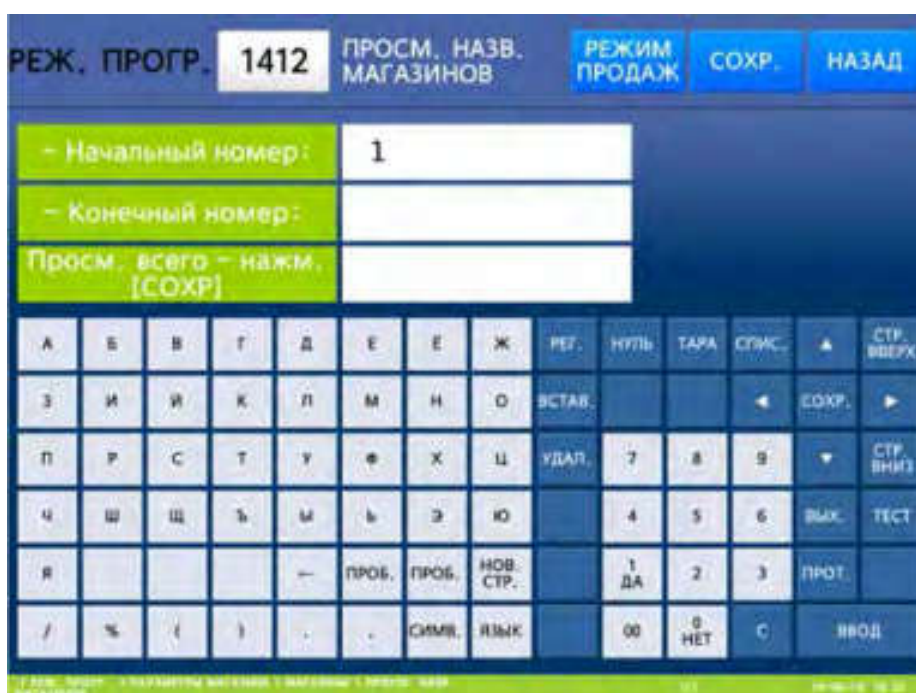 РЕЖ. ПРОГР. 1412 ПРОСМ. НАЗВ. МАГАЗИНОВ РЕЖИМ ПРОДАЖ СОХР. НАЗАД
- Начальный номер: 1
- Конечный номер:
Просм. всего - нажм. [СОХР]
А Б В Г Д Е Ё Ж РЕГ. НУЛЬ ТАРА СПИС. ▲ СТР. ВВЕРХ
З И Й К Л М Н О ВСТАВ. ◄ СОХР. ►
П Р С Т У Ф Х Ц УДАЛ. 7 8 9 ▼ СТР. ВНИЗ
Ч Ш Щ Ъ Ы Ь Э Ю 4 5 6 ВЫХ. ТЕСТ
Я ← ПРОБ. ПРОБ. НОВ. СТР. 1 ДА 2 3 ПРОТ.
/ % ( ) СИМВ. ЯЗЫК 00 0 НЕТ С ВВОД